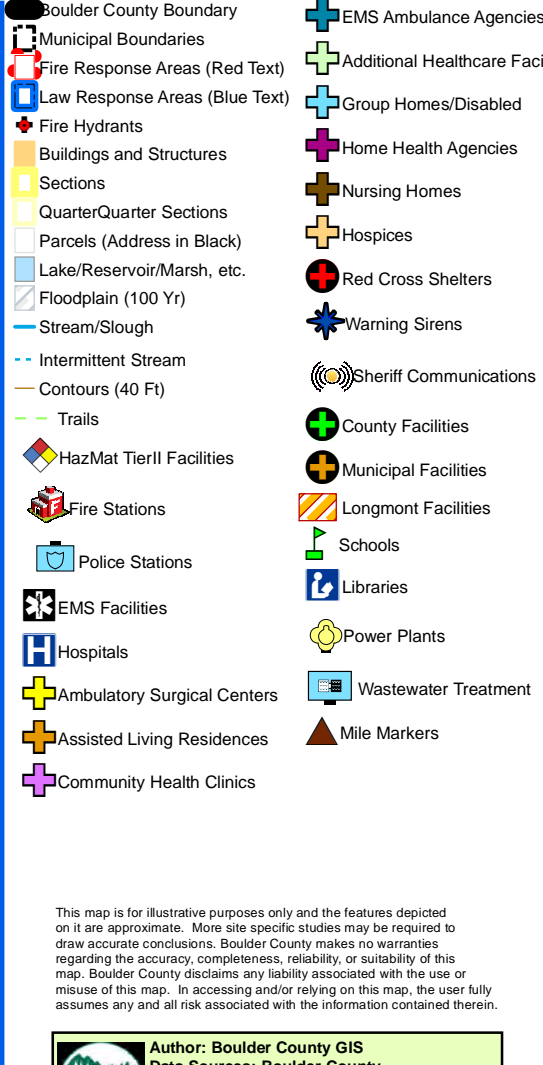 Boulder County Boundary
Municipal Boundaries
Fire Response Areas (Red Text)
Law Response Areas (Blue Text)
Fire Hydrants
Buildings and Structures
Sections
QuarterQuarter Sections
Parcels (Address in Black)
Lake/Reservoir/Marsh, etc.
Floodplain (100 Yr)
Stream/Slough
Intermittent Stream
Contours (40 Ft)
Trails
HazMat TierII Facilities
Fire Stations
Police Stations
EMS Facilities
Hospitals
Ambulatory Surgical Centers
Assisted Living Residences
Community Health Clinics
EMS Ambulance Agencies
Additional Healthcare Faci
Group Homes/Disabled
Home Health Agencies
Nursing Homes
Hospices
Red Cross Shelters
Warning Sirens
Sheriff Communications
County Facilities
Municipal Facilities
Longmont Facilities
Schools
Libraries
Power Plants
Wastewater Treatment
Mile Markers
This map is for illustrative purposes only and the features depicted
on it are approximate. More site specific studies may be required to
draw accurate conclusions. Boulder County makes no warranties
regarding the accuracy, completeness, reliability, or suitability of this
map. Boulder County disclaims any liability associated with the use or
misuse of this map. In accessing and/or relying on this map, the user fully
assumes any and all risk associated with the information contained therein.
Author: Boulder County GIS
Data Sources: Boulder County